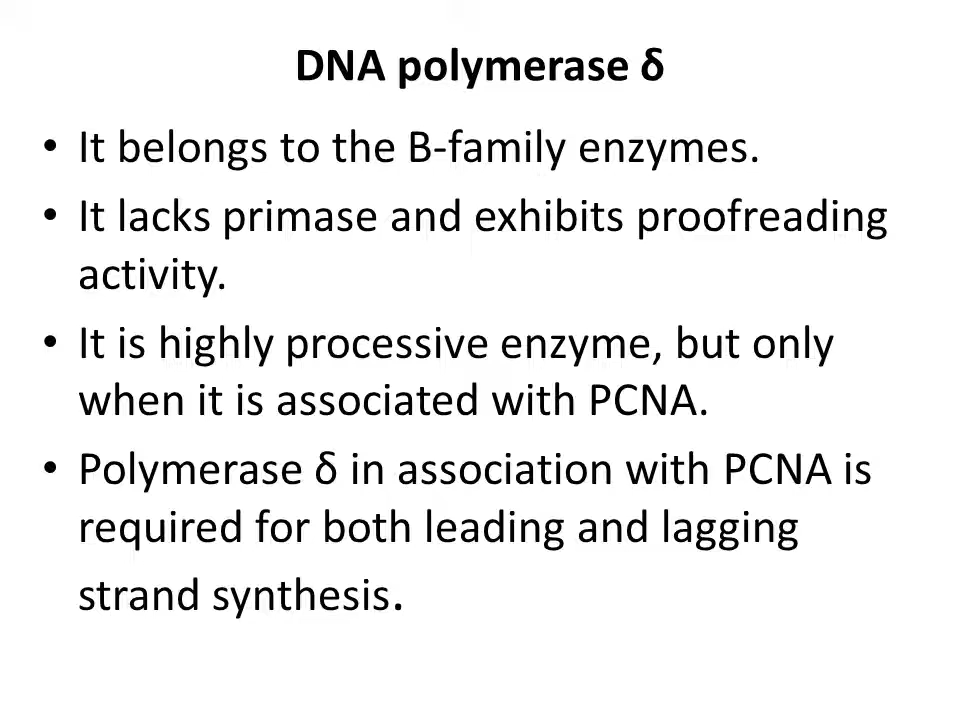 DNA polymerase δ
• It belongs to the B-family enzymes.
• It lacks primase and exhibits proofreading
activity.
• It is highly processive enzyme, but only
when it is associated with PCNA.
• Polymerase δ in association with PCNA is
required for both leading and lagging
strand synthesis.